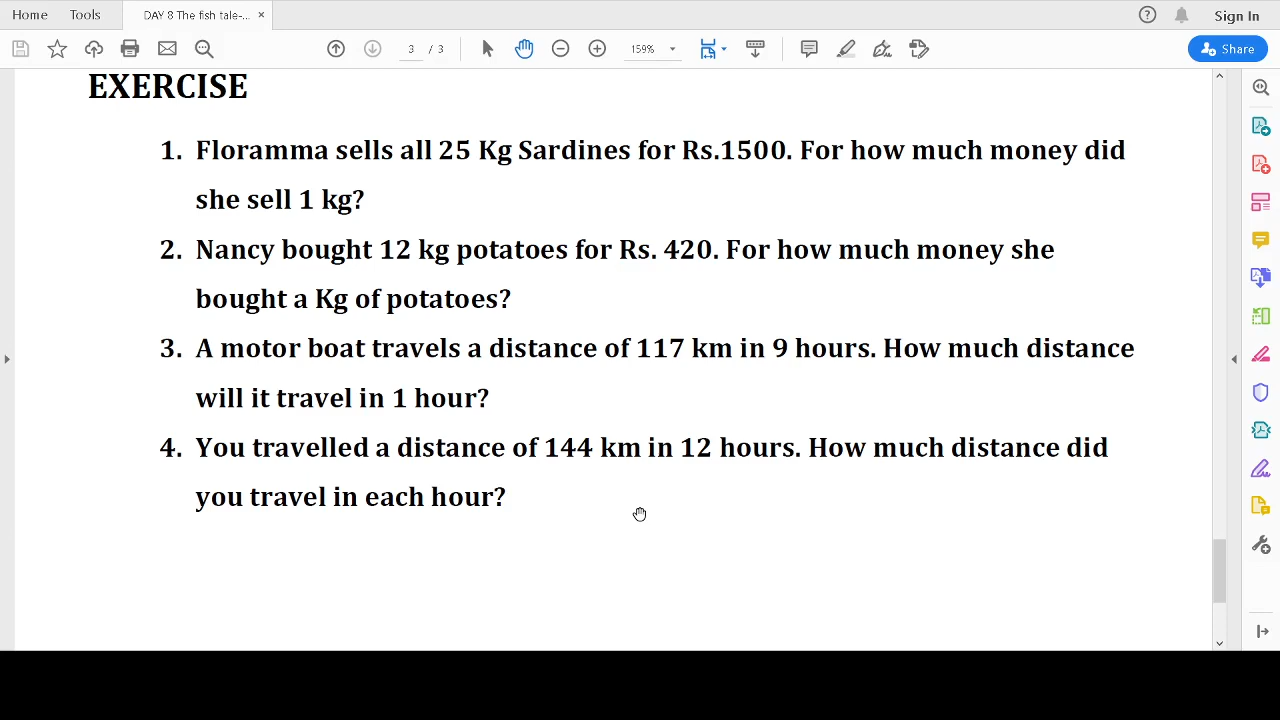 Home Tools DAY 8 The fish tale-... × Sign In
3 / 3 159% Share
EXERCISE
1. Floramma sells all 25 Kg Sardines for Rs.1500. For how much money did
she sell 1 kg?
2. Nancy bought 12 kg potatoes for Rs. 420. For how much money she
bought a Kg of potatoes?
3. A motor boat travels a distance of 117 km in 9 hours. How much distance
will it travel in 1 hour?
4. You travelled a distance of 144 km in 12 hours. How much distance did
you travel in each hour?